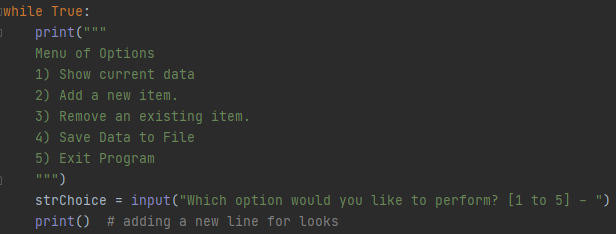 while True:
    print("""
    Menu of Options
    1) Show current data
    2) Add a new item.
    3) Remove an existing item.
    4) Save Data to File
    5) Exit Program
    """)
    strChoice = input("Which option would you like to perform? [1 to 5] - ")
    print()  # adding a new line for looks